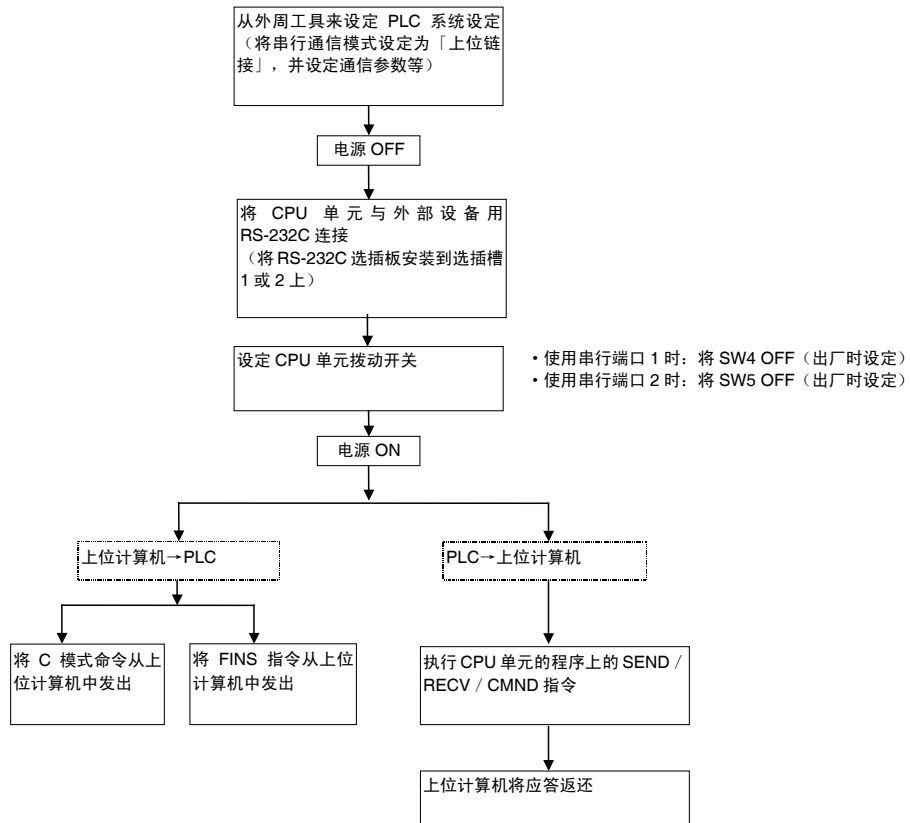 从外周工具来设定 PLC 系统设定
（将串行通信模式设定为「上位链
接」，并设定通信参数等）
电源 OFF
将 CPU 单元与外部设备用
RS-232C 连接
（将 RS-232C 选插板安装到选插槽
1 或 2 上）
设定 CPU 单元拨动开关
・使用串行端口 1 时：将 SW4 OFF（出厂时设定）
・使用串行端口 2 时：将 SW5 OFF（出厂时设定）
电源 ON
上位计算机→PLC
PLC→上位计算机
将 C 模式命令从上
位计算机中发出
将 FINS 指令从上位
计算机中发出
执行 CPU 单元的程序上的 SEND／
RECV／CMND 指令
上位计算机将应答返还